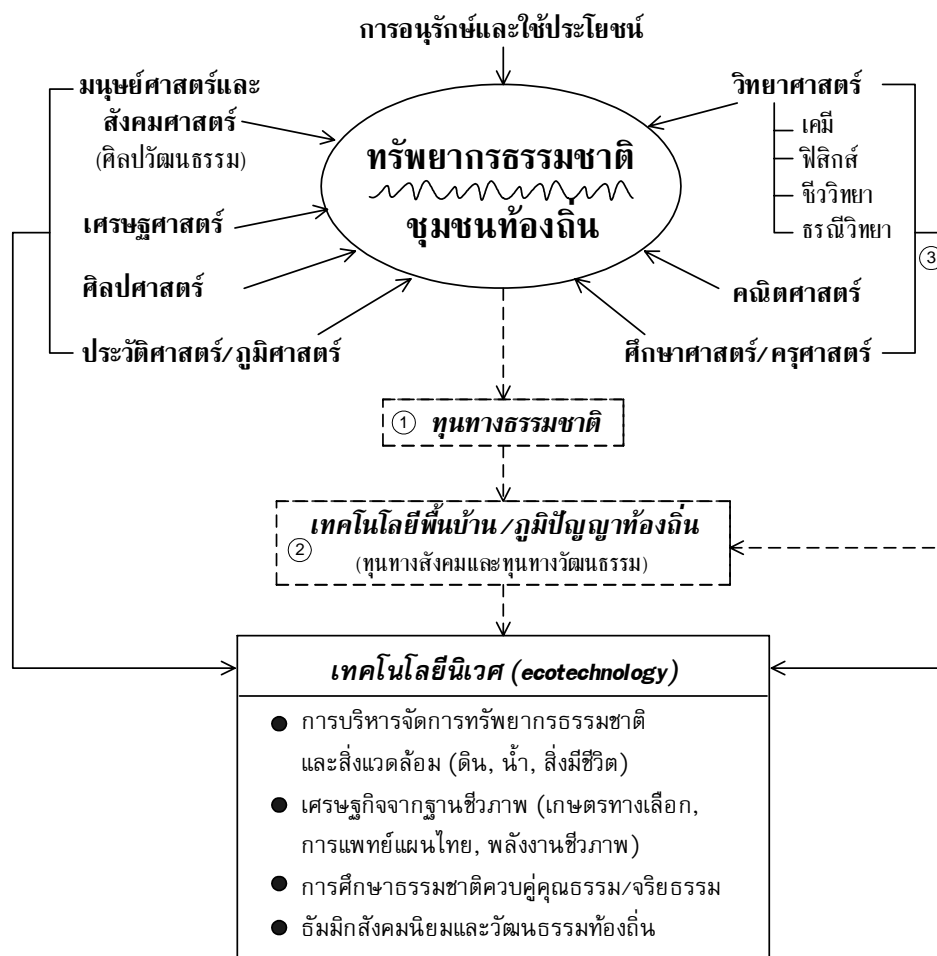 การอนุรักษ์และใช้ประโยชน์
มนุษย์ศาสตร์และ
สังคมศาสตร์
(ศิลปวัฒนธรรม)
เศรษฐศาสตร์
ศิลปศาสตร์
ประวัติศาสตร์/ภูมิศาสตร์
ทรัพยากรธรรมชาติ
ชุมชนท้องถิ่น
วิทยาศาสตร์
เคมี
ฟิสิกส์
ชีววิทยา
ธรณีวิทยา
③
คณิตศาสตร์
ศึกษาศาสตร์/ครุศาสตร์
① ทุนทางธรรมชาติ
เทคโนโลยีพื้นบ้าน/ภูมิปัญญาท้องถิ่น
②
(ทุนทางสังคมและทุนทางวัฒนธรรม)
เทคโนโลยีนิเวศ (ecotechnology)
● การบริหารจัดการทรัพยากรธรรมชาติ
และสิ่งแวดล้อม (ดิน, น้ำ, สิ่งมีชีวิต)
● เศรษฐกิจจากฐานชีวภาพ (เกษตรทางเลือก,
การแพทย์แผนไทย, พลังงานชีวภาพ)
● การศึกษาธรรมชาติควบคู่คุณธรรม/จริยธรรม
● ธัมมิกสังคมนิยมและวัฒนธรรมท้องถิ่น